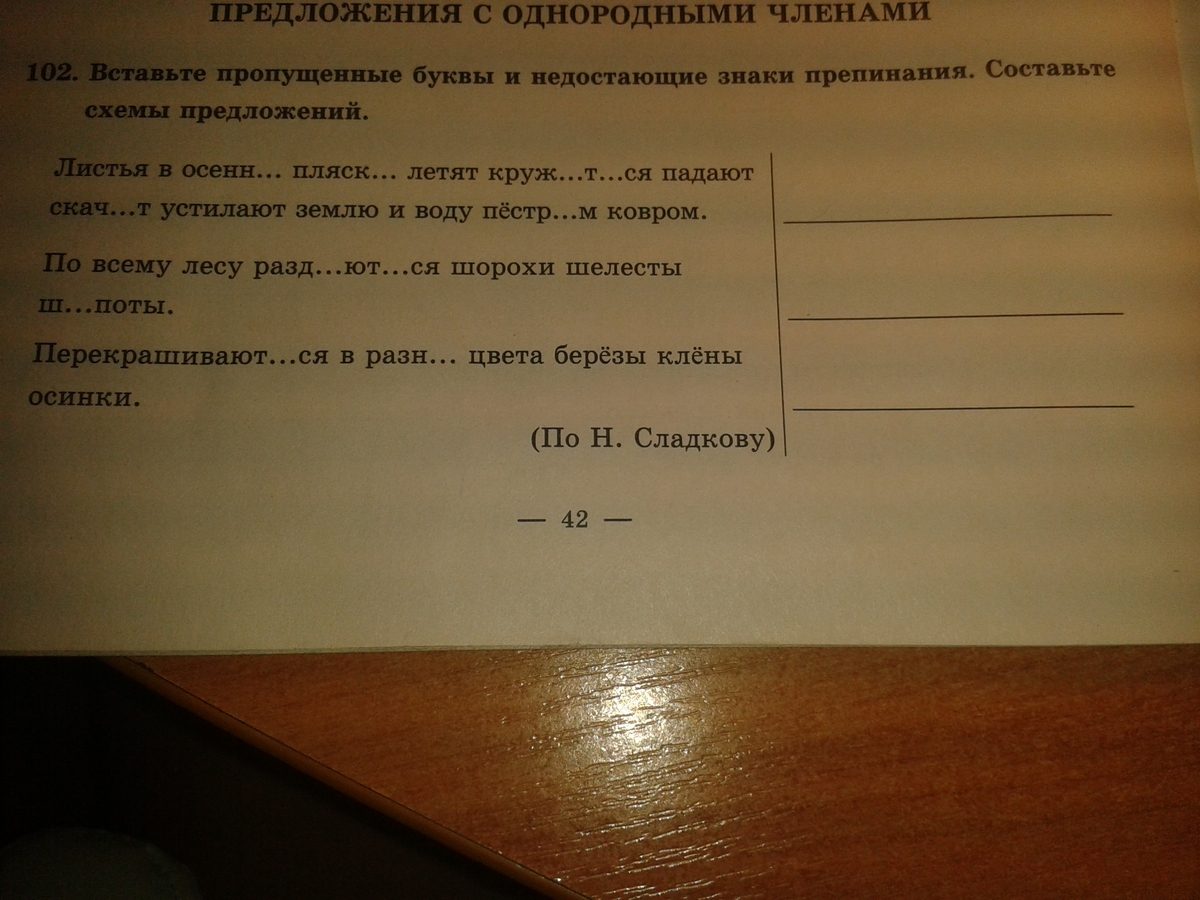 ПРЕДЛОЖЕНИЯ С ОДНОРОДНЫМИ ЧЛЕНАМИ
102. Вставьте пропущенные буквы и недостающие знаки препинания. Составьте
схемы предложений.
Листья в осенн... пляск... летят круж...т...ся падают
скач...т устилают землю и воду пёстр...м ковром.
По всему лесу разд...ют...ся шорохи шелесты
ш...поты.
Перекрашивают...ся в разн... цвета берёзы клёны
осинки.
(По Н. Сладкову)
— 42 —